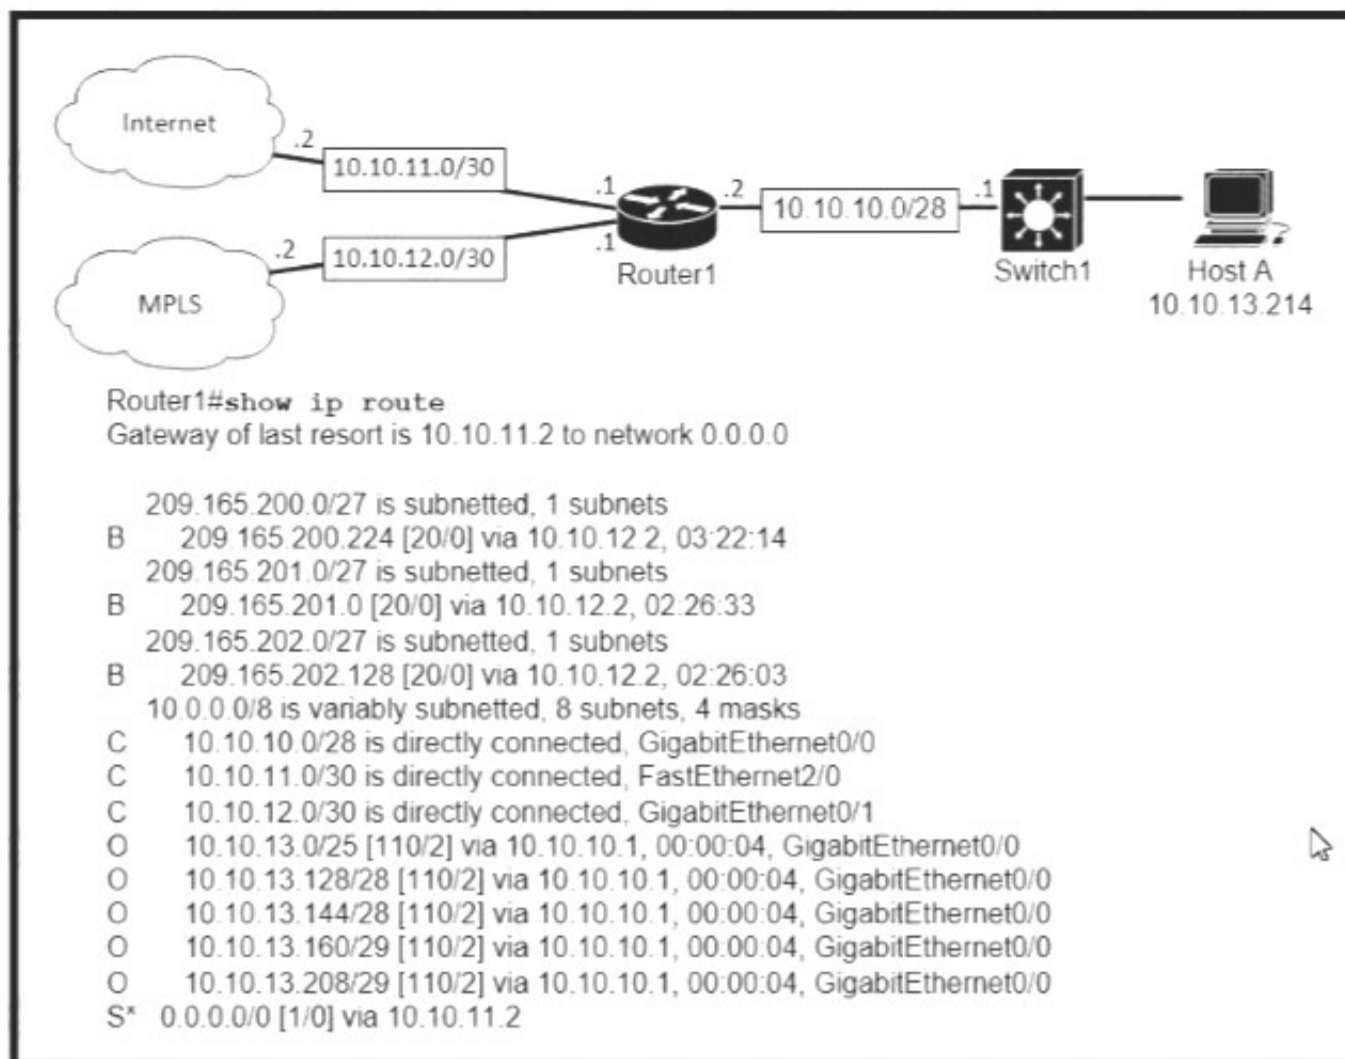 Internet
.2
10.10.11.0/30
.1
.2
10.10.10.0/28
.1
.2
10.10.12.0/30
.1
MPLS
Router1
Switch1
Host A
10.10.13.214
Router1#show ip route
Gateway of last resort is 10.10.11.2 to network 0.0.0.0
209.165.200.0/27 is subnetted, 1 subnets
B 209.165.200.224 [20/0] via 10.10.12.2, 03:22:14
209.165.201.0/27 is subnetted, 1 subnets
B 209.165.201.0 [20/0] via 10.10.12.2, 02:26:33
209.165.202.0/27 is subnetted, 1 subnets
B 209.165.202.128 [20/0] via 10.10.12.2, 02:26:03
10.0.0.0/8 is variably subnetted, 8 subnets, 4 masks
C 10.10.10.0/28 is directly connected, GigabitEthernet0/0
C 10.10.11.0/30 is directly connected, FastEthernet2/0
C 10.10.12.0/30 is directly connected, GigabitEthernet0/1
O 10.10.13.0/25 [110/2] via 10.10.10.1, 00:00:04, GigabitEthernet0/0
O 10.10.13.128/28 [110/2] via 10.10.10.1, 00:00:04, GigabitEthernet0/0
O 10.10.13.144/28 [110/2] via 10.10.10.1, 00:00:04, GigabitEthernet0/0
O 10.10.13.160/29 [110/2] via 10.10.10.1, 00:00:04, GigabitEthernet0/0
O 10.10.13.208/29 [110/2] via 10.10.10.1, 00:00:04, GigabitEthernet0/0
S* 0.0.0.0/0 [1/0] via 10.10.11.2